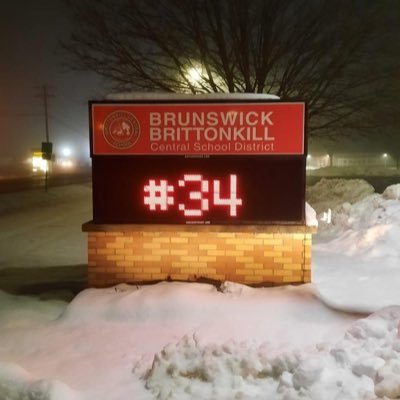 BRUNSWICK
BRITTONKILL
Central School District
#34